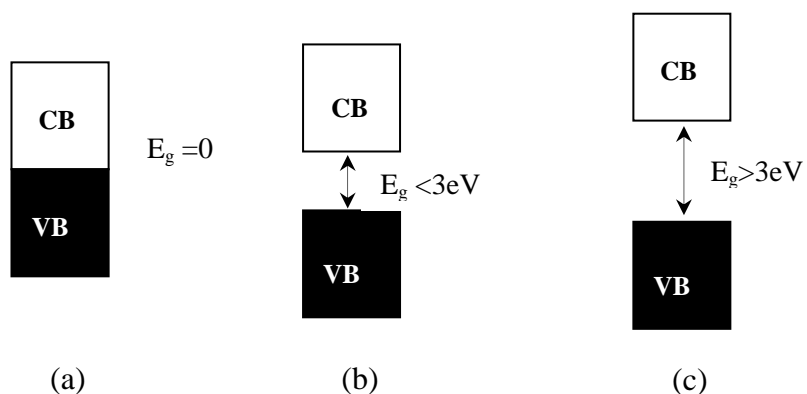 CB
VB
E_g =0
(a)
CB
E_g <3eV
VB
(b)
CB
E_g>3eV
VB
(c)